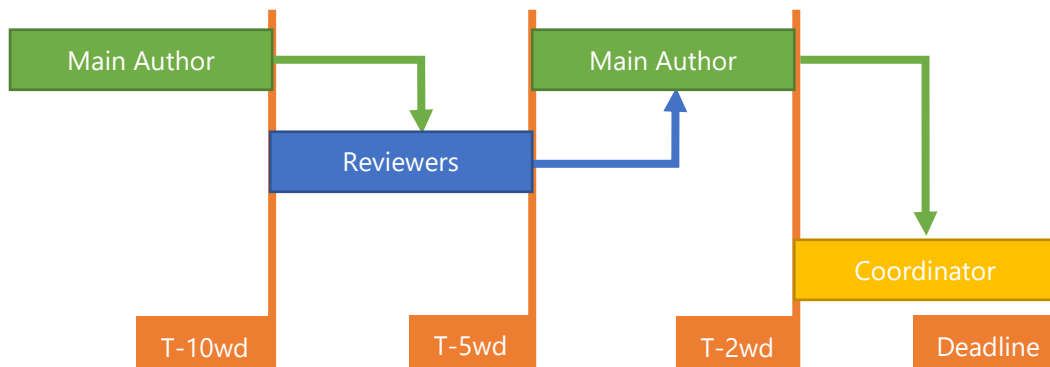 Main Author
Main Author
Reviewers
Coordinator
T-10wd
T-5wd
T-2wd
Deadline